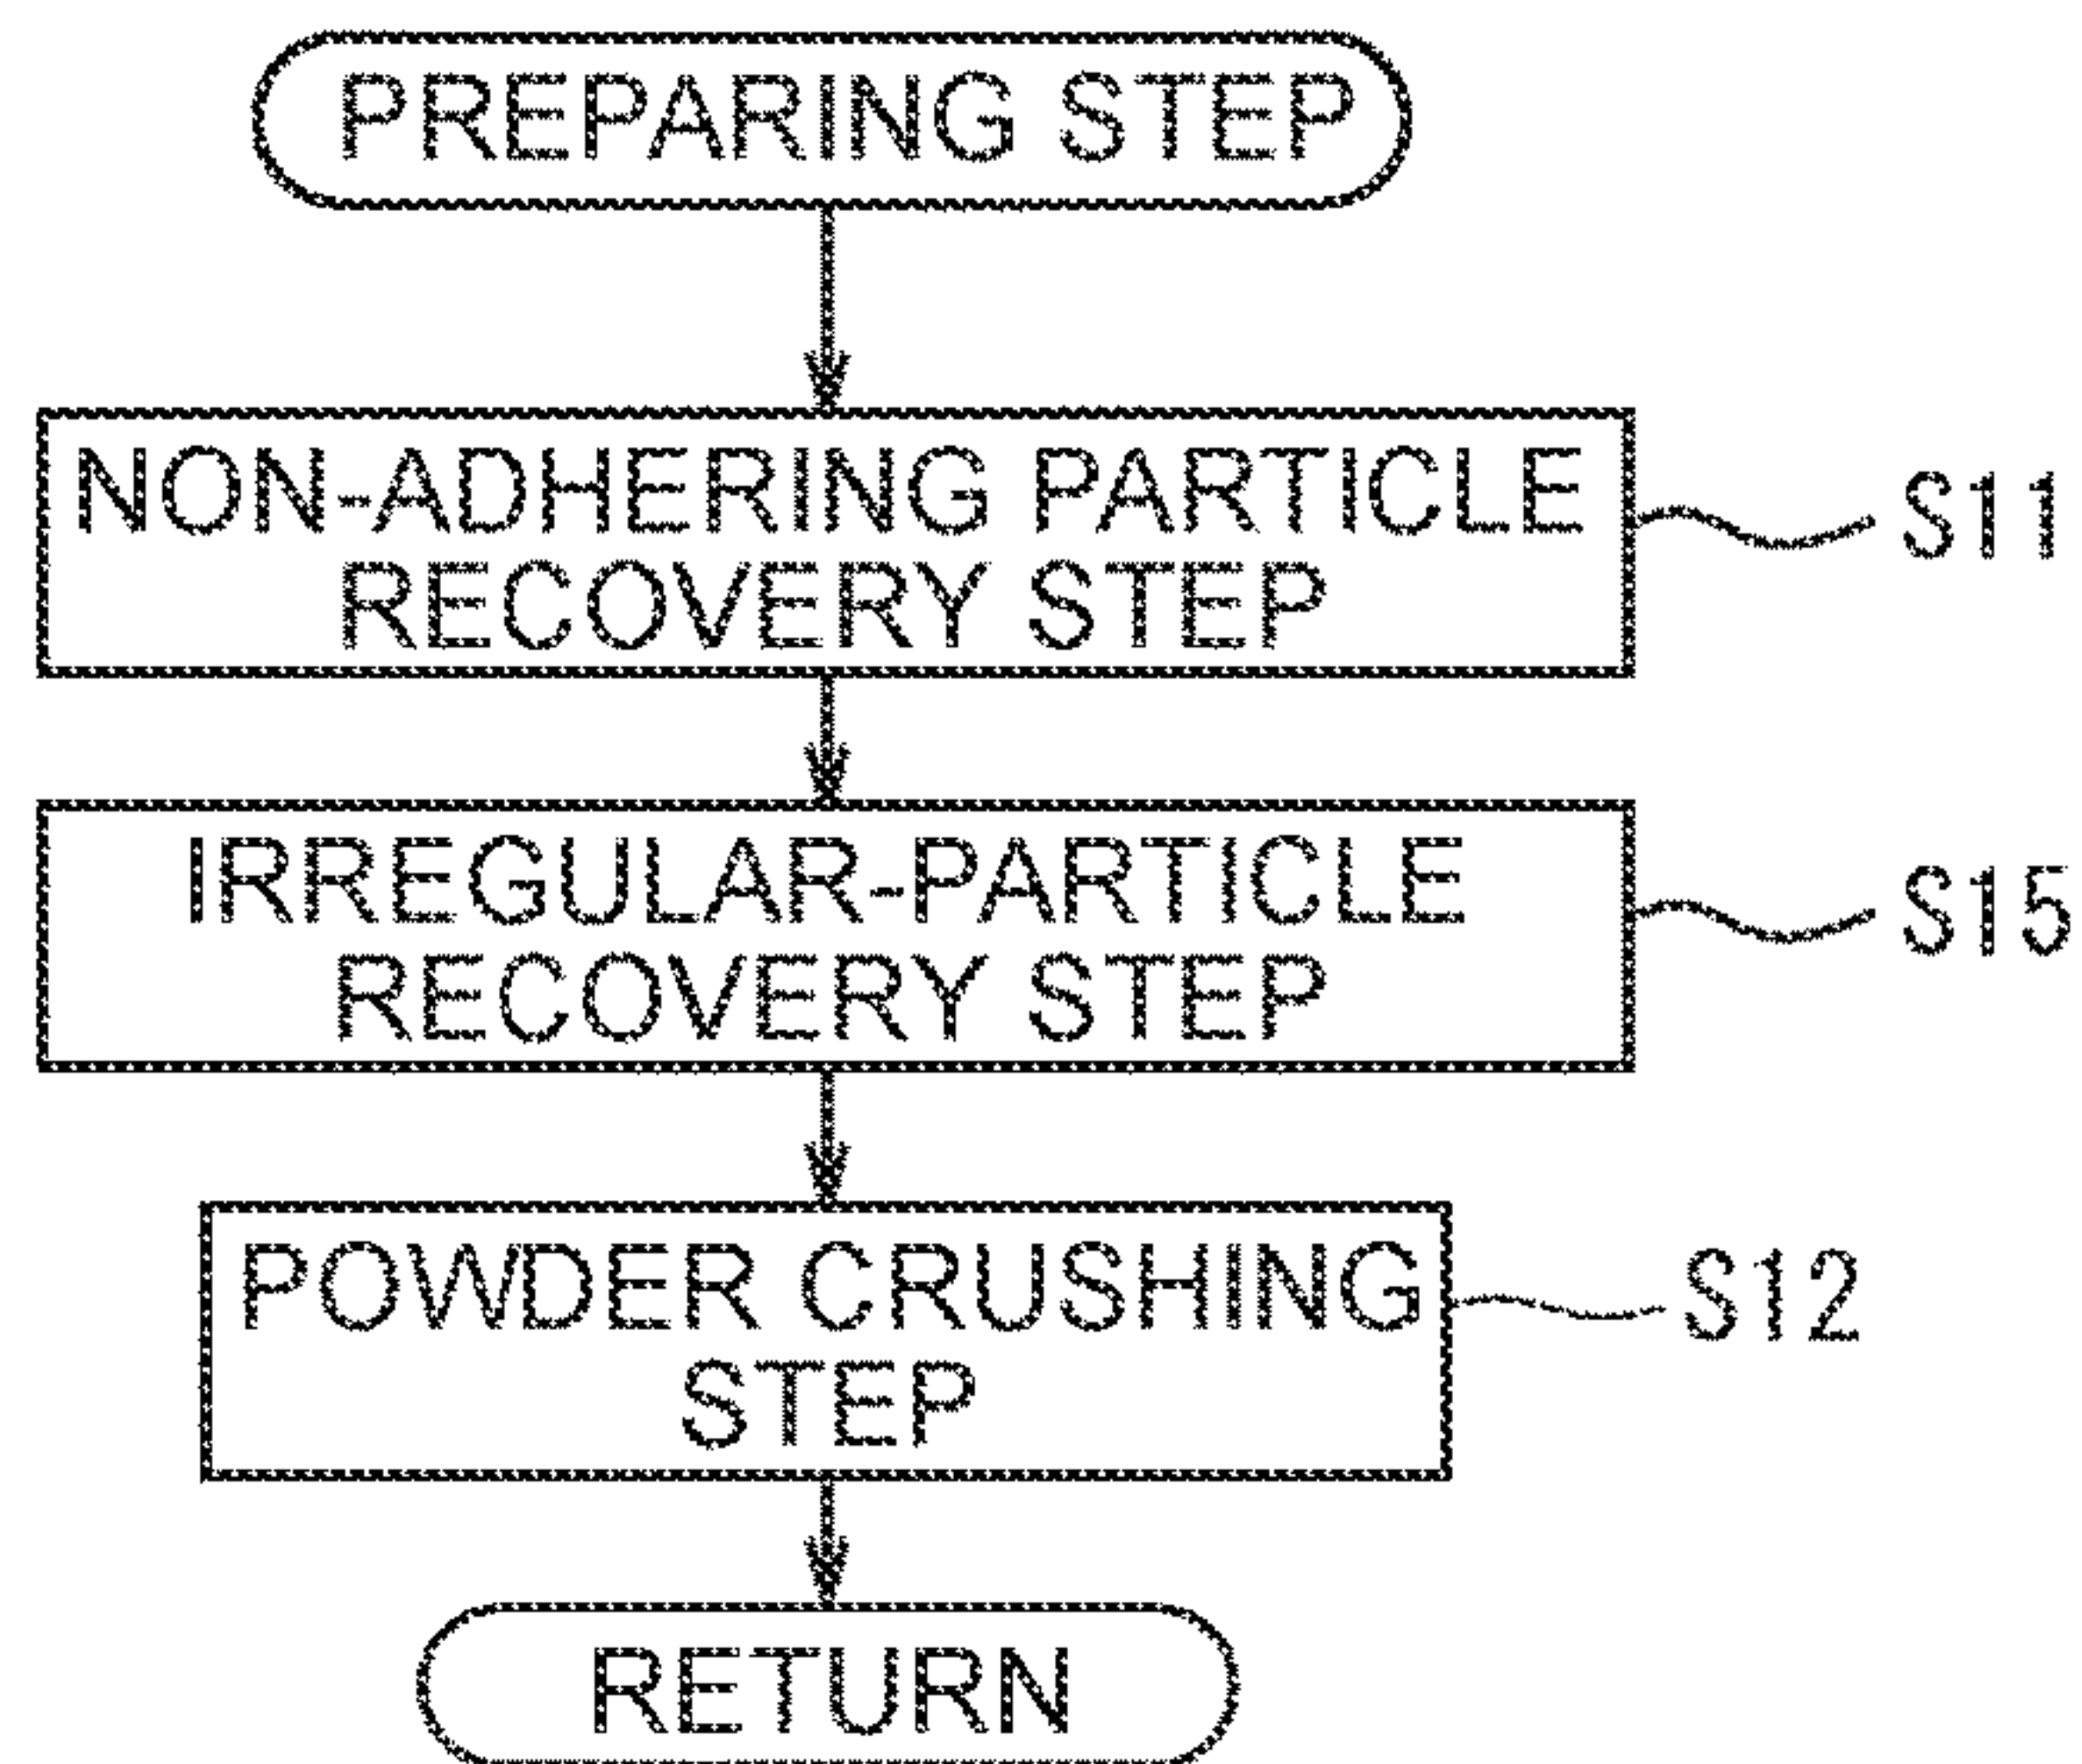 PREPARING STEP
NON-ADHERING PARTICLE
RECOVERY STEP
S11
IRREGULAR-PARTICLE
RECOVERY STEP
S15
POWDER CRUSHING
STEP
S12
RETURN